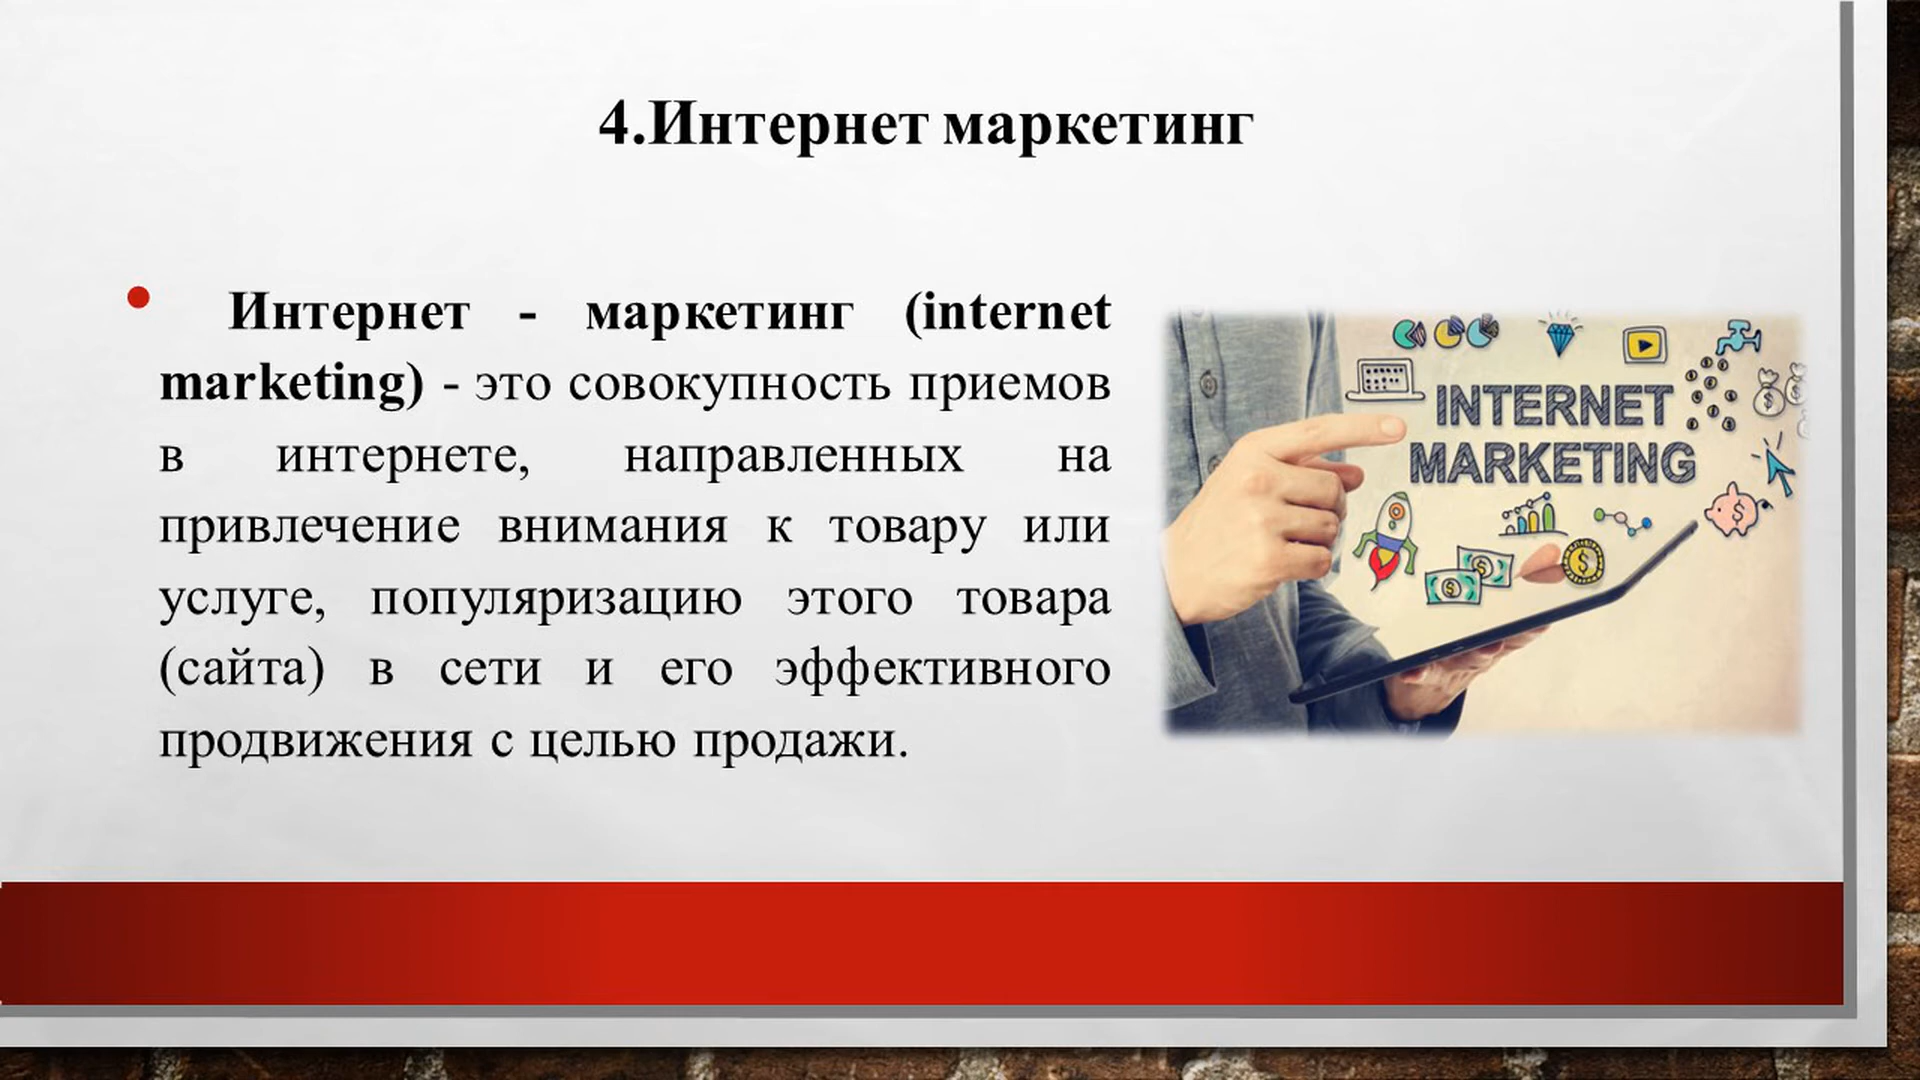 4.Интернет маркетинг
Интернет - маркетинг (internet
marketing) - это совокупность приемов
в интернете, направленных на
привлечение внимания к товару или
услуге, популяризацию этого товара
(сайта) в сети и его эффективного
продвижения с целью продажи.
INTERNET
MARKETING